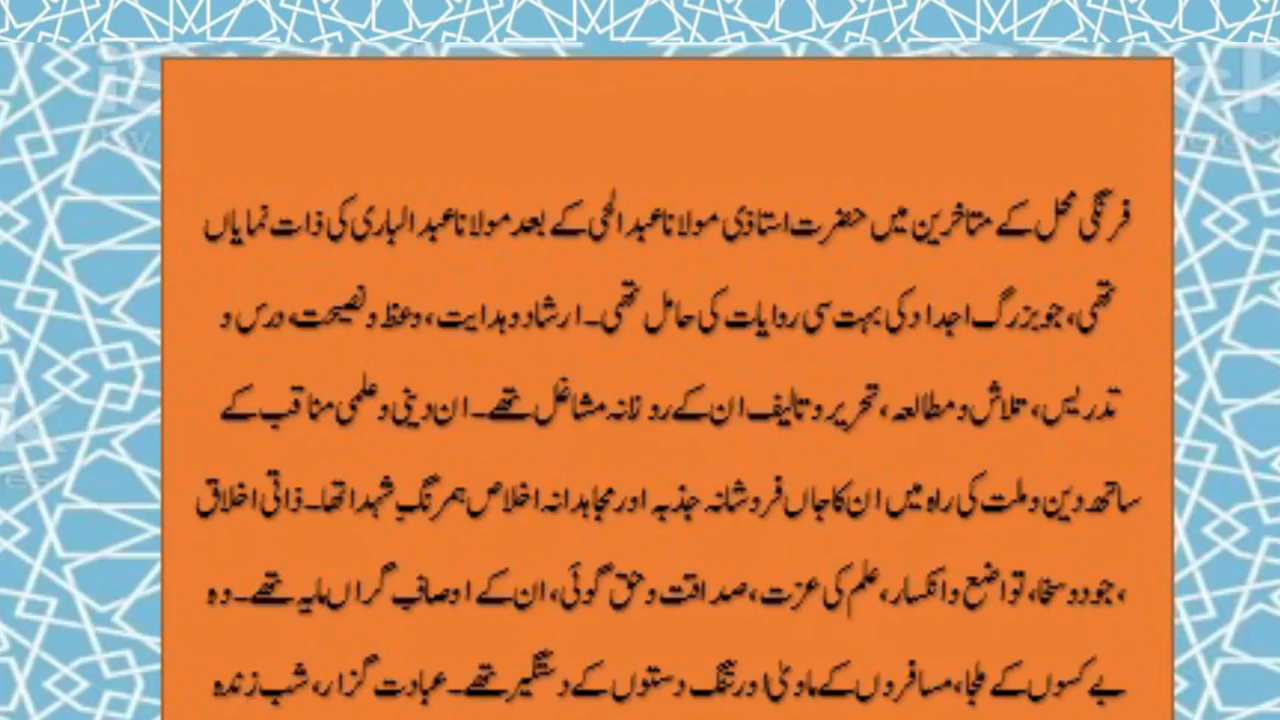 فرنگی محل کے متاخرین میں حضرت استاذی مولانا عبد الحی کے بعد مولانا عبد الباری کی ذات نمایاں
تھی، جو بزرگ اجداد کی بہت سی روایات کی حامل تھی۔ ارشاد و ہدایت، وعظ و نصیحت، درس و
تدریس، تلاش و مطالعہ، تحریر و تالیف ان کے روزانہ مشاغل تھے۔ ان دینی و علمی مناقب کے
ساتھ دین و ملت کی راہ میں ان کا جاں فروشانہ جذبہ اور مجاہدانہ اخلاص ہمرنگِ شہدا تھا۔ ذاتی اخلاق
،جود و سخا، تواضع و انکسار، علم کی عزت، صداقت و حق گوئی، ان کے اوصافِ گراں مایہ تھے۔ وہ
بے کسوں کے ملجا، مسافروں کے ماویٰ اور تنگ دستوں کے دستگیر تھے۔ عبادت گزار، شب زندہ